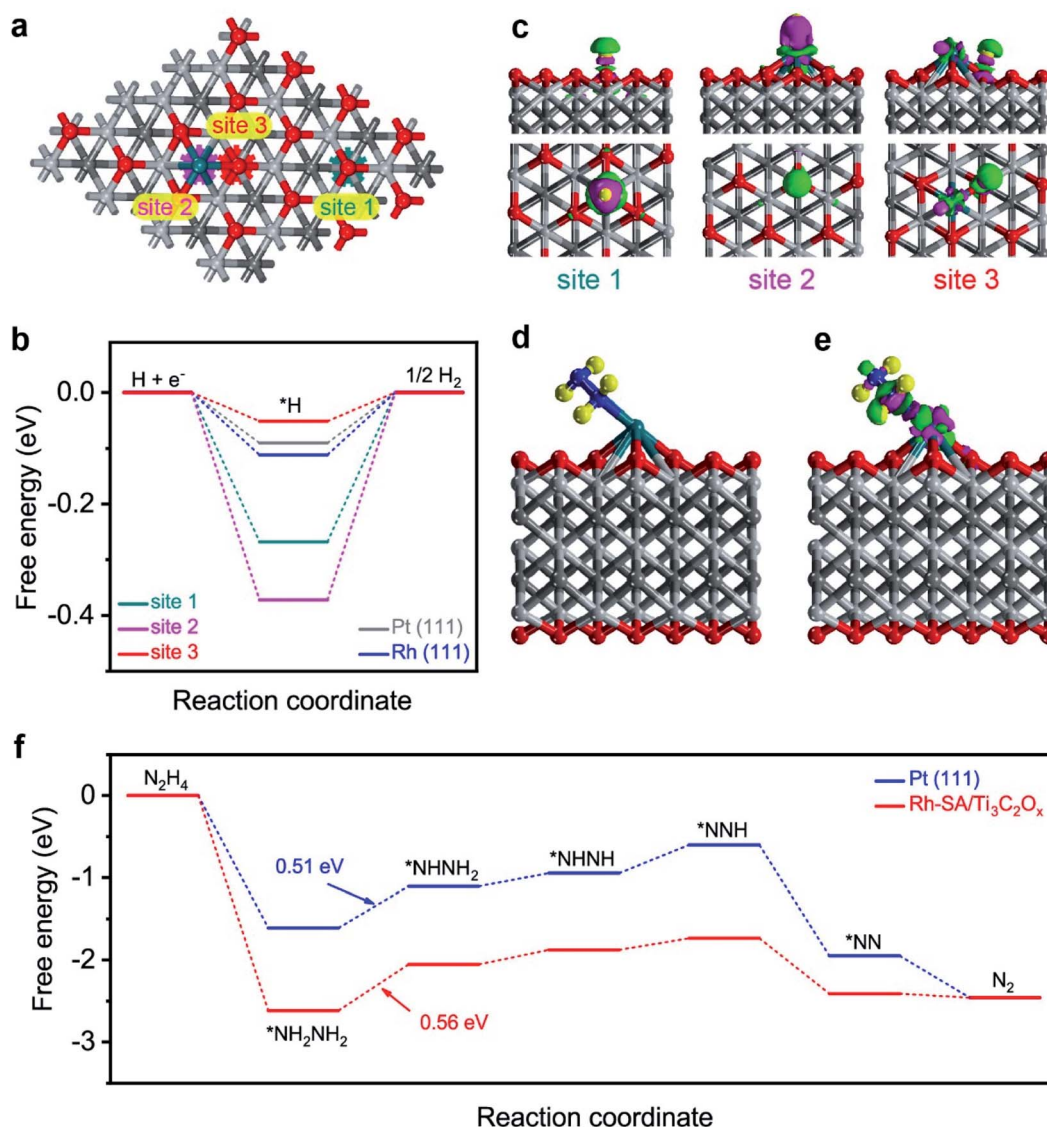 a
site 3
site 2
site 1
c
site 1
site 2
site 3
b
H + e⁻
*H
1/2 H₂
0.0
-0.2
-0.4
Free energy (eV)
site 1
site 2
site 3
Pt (111)
Rh (111)
Reaction coordinate
d
e
f
N₂H₄
Pt (111)
Rh-SA/Ti₃C₂Oₓ
0
-1
-2
-3
Free energy (eV)
0.51 eV
*NHNH₂
*NHNH
*NNH
*NN
N₂
*NH₂NH₂
0.56 eV
Reaction coordinate